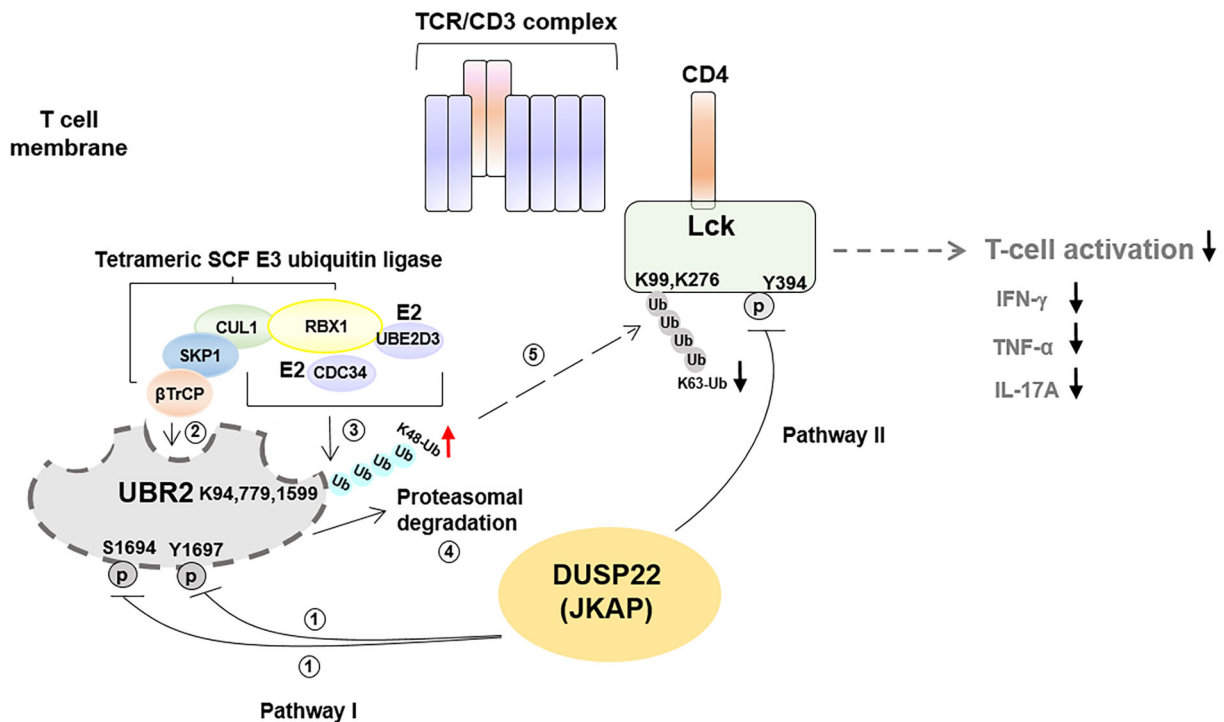 TCR/CD3 complex
CD4
T cell
membrane
Lck
K99,K276
Y394
p
Ub
Ub
Ub
Ub
K63-Ub
T-cell activation
IFN-γ
TNF-α
IL-17A
Tetrameric SCF E3 ubiquitin ligase
CUL1
RBX1
E2
UBE2D3
SKP1
E2
CDC34
βTrCP
②
③
⑤
K48-Ub
Ub
Ub
Ub
Ub
UBR2
K94,779,1599
Proteasomal
degradation
④
S1694
Y1697
p
p
Pathway II
DUSP22
(JKAP)
①
①
Pathway I